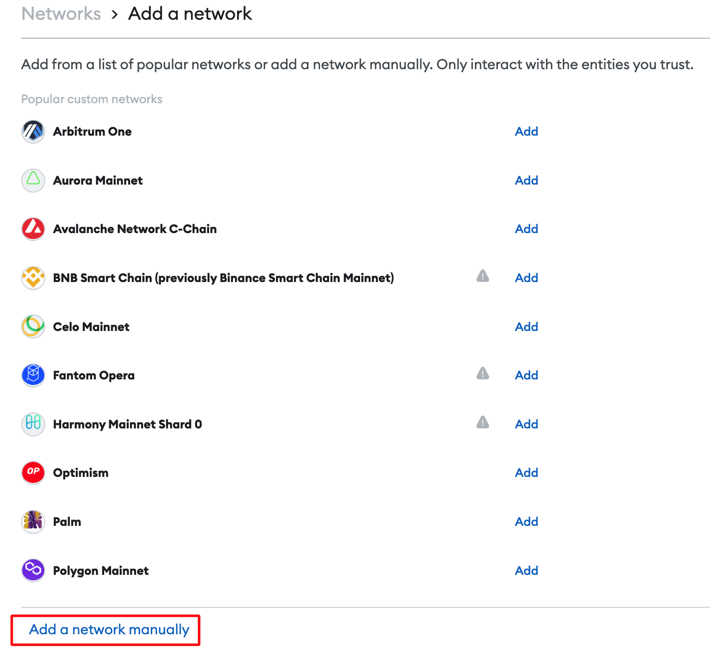 Networks > Add a network
Add from a list of popular networks or add a network manually. Only interact with the entities you trust.
Popular custom networks
Arbitrum One Add
Aurora Mainnet Add
Avalanche Network C-Chain Add
BNB Smart Chain (previously Binance Smart Chain Mainnet) Add
Celo Mainnet Add
Fantom Opera Add
Harmony Mainnet Shard 0 Add
OP Optimism Add
Palm Add
Polygon Mainnet Add
Add a network manually